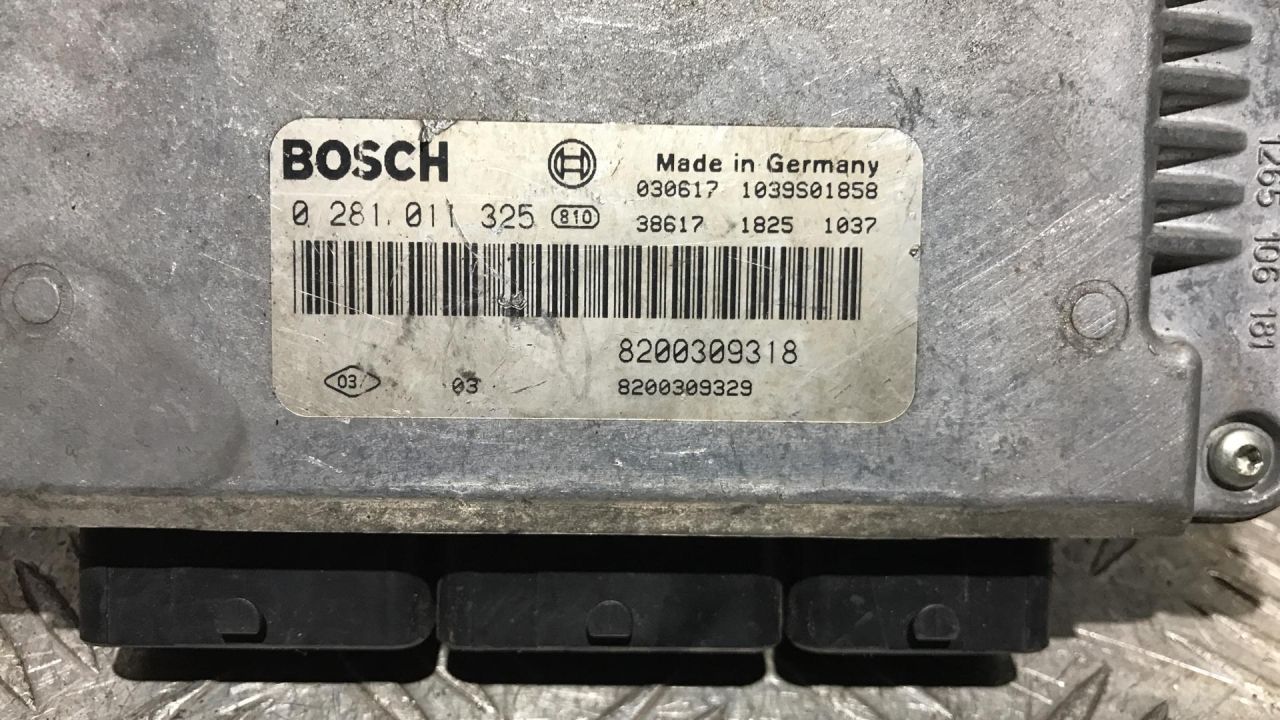 BOSCH
Made in Germany
030617 1039S01858
0 281 011 325 810
38617 1825 1037
8200309318
03 03
8200309329
1265 106 181